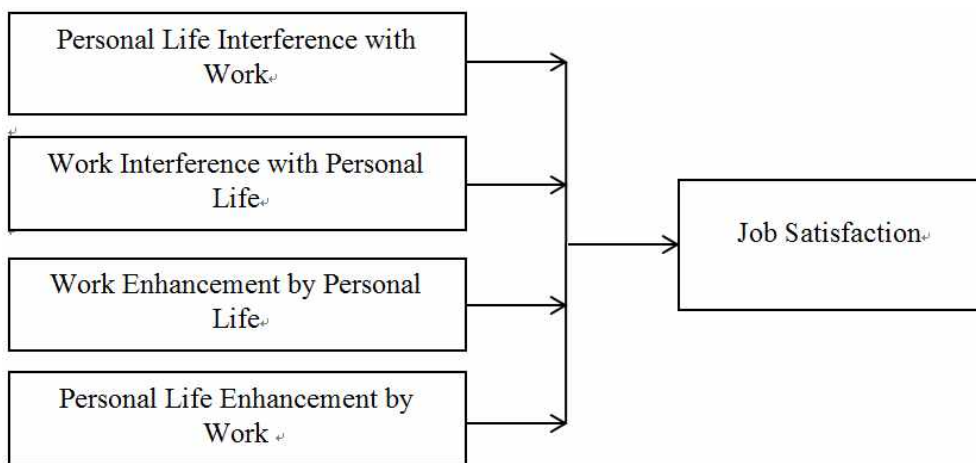 Personal Life Interference with
Work
Work Interference with Personal
Life
Work Enhancement by Personal
Life
Personal Life Enhancement by
Work
Job Satisfaction